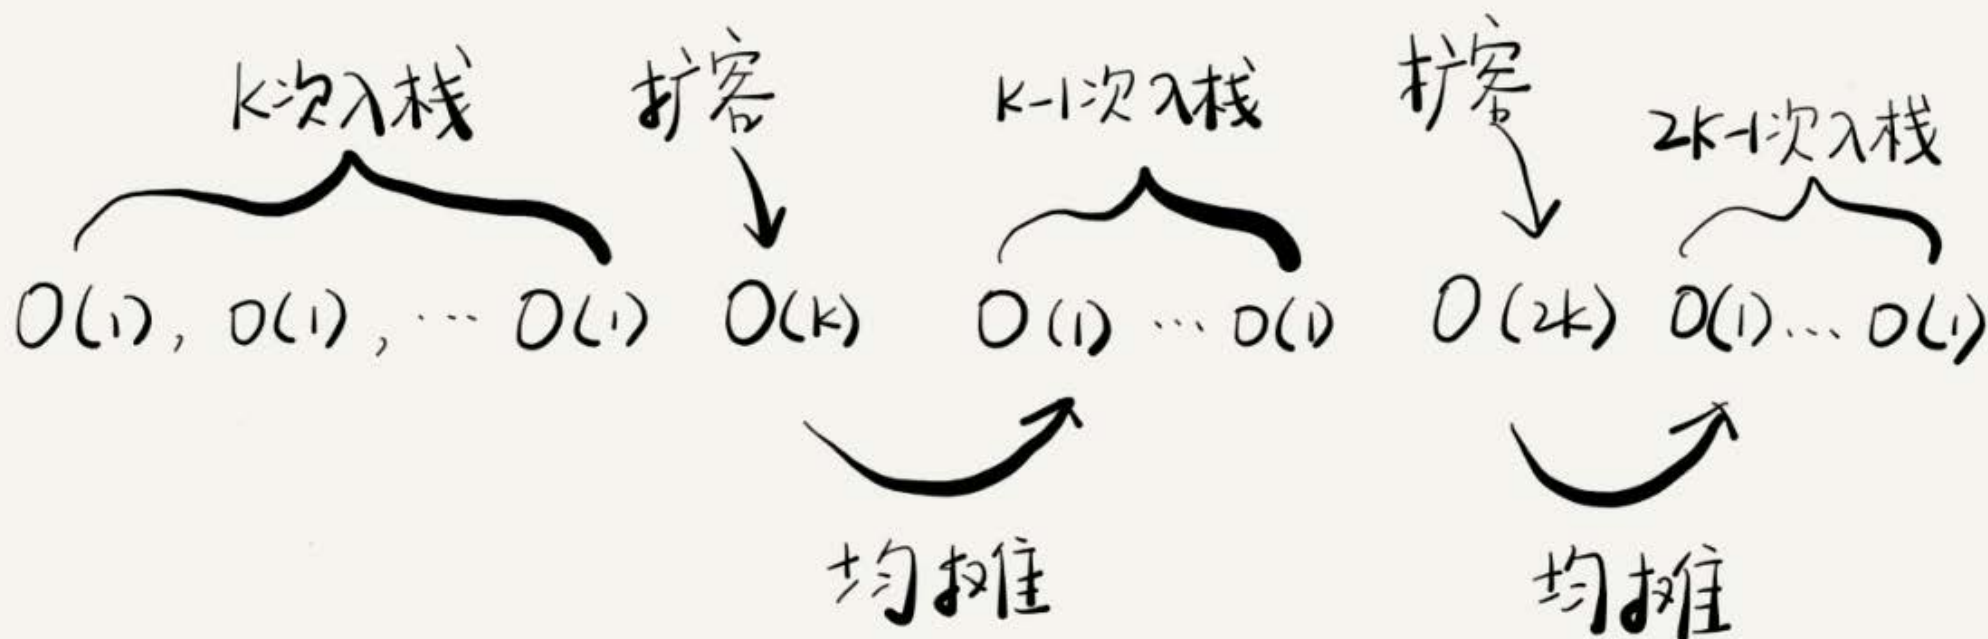 K次入栈 扩容 K-1次入栈 扩容 2K-1次入栈
O(1), O(1), ... O(1) O(K) O(1) ... O(1) O(2K) O(1)... O(1)
均摊 均摊